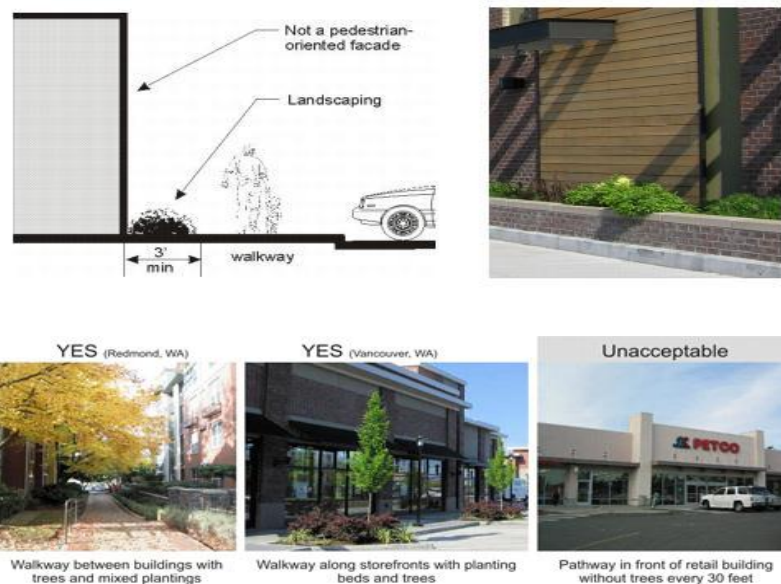 Not a pedestrian-
oriented facade
Landscaping
3'
min
walkway
YES (Redmond, WA)
YES (Vancouver, WA)
Unacceptable
PETCO
Walkway between buildings with
trees and mixed plantings
Walkway along storefronts with planting
beds and trees
Pathway in front of retail building
without trees every 30 feet